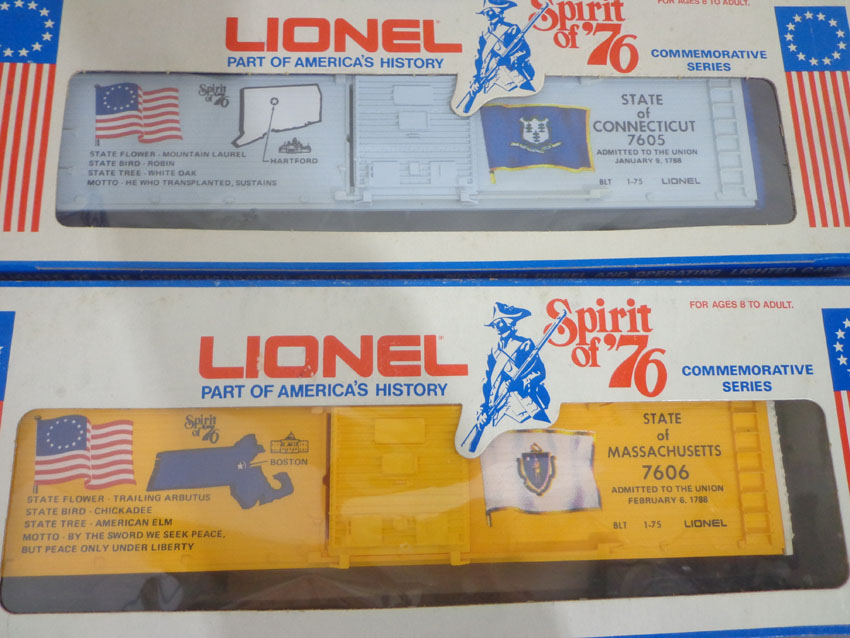 FOR AGES 8 TO ADULT.
LIONEL
PART OF AMERICA'S HISTORY
Spirit
of '76
COMMEMORATIVE
SERIES
Spirit
of '76
STATE FLOWER - MOUNTAIN LAUREL
STATE BIRD - ROBIN
STATE TREE - WHITE OAK
MOTTO - HE WHO TRANSPLANTED, SUSTAINS
HARTFORD
STATE
of
CONNECTICUT
7605
ADMITTED TO THE UNION
JANUARY 9, 1788
BLT 1-75 LIONEL
AND OPERATING LIGHTED
LIONEL
PART OF AMERICA'S HISTORY
Spirit
of '76
FOR AGES 8 TO ADULT.
COMMEMORATIVE
SERIES
Spirit
of '76
BOSTON
STATE FLOWER - TRAILING ARBUTUS
STATE BIRD - CHICKADEE
STATE TREE - AMERICAN ELM
MOTTO - BY THE SWORD WE SEEK PEACE,
BUT PEACE ONLY UNDER LIBERTY
STATE
of
MASSACHUSETTS
7606
ADMITTED TO THE UNION
FEBRUARY 6, 1788
BLT 1-75 LIONEL